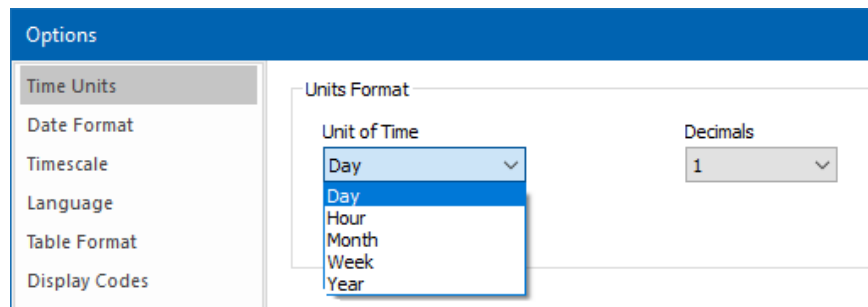 Options
Time Units
Date Format
Timescale
Language
Table Format
Display Codes
Units Format
Unit of Time
Decimals
Day
1
Day
Hour
Month
Week
Year